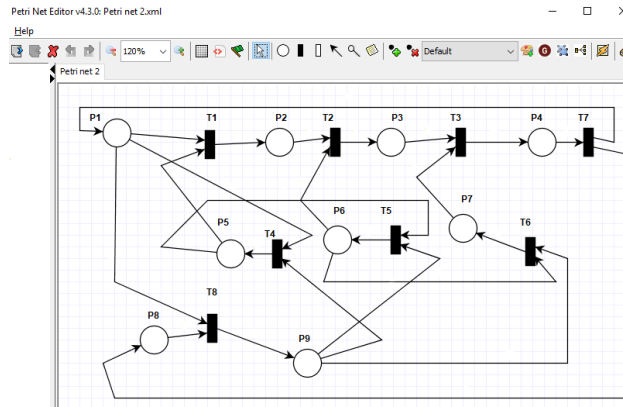 Petri Net Editor v4.3.0: Petri net 2.xml
Help
120%
Default
G
Petri net 2
P1 T1 P2 T2 P3 T3 P4 T7
P7
P5 P6 T5 T6
T4
T8
P8
P9